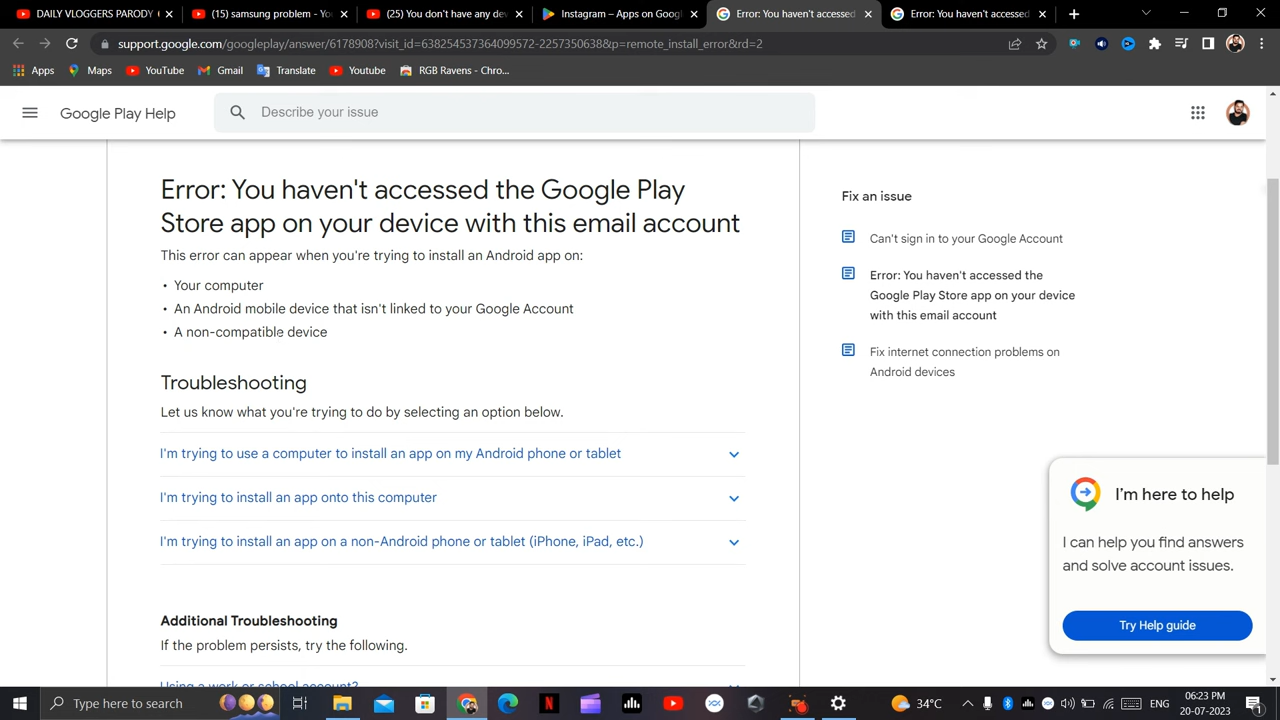 DAILY VLOGGERS PARODY
(15) samsung problem - Yo
(25) You don't have any dev
Instagram – Apps on Googl
Error: You haven't accessed
Error: You haven't accessed
support.google.com/googleplay/answer/6178908?visit_id=638254537364099572-2257350638&p=remote_install_error&rd=2
Apps Maps YouTube Gmail Translate Youtube RGB Ravens - Chro...
Google Play Help
Describe your issue
Error: You haven't accessed the Google Play
Store app on your device with this email account
This error can appear when you're trying to install an Android app on:
• Your computer
• An Android mobile device that isn't linked to your Google Account
• A non-compatible device
Troubleshooting
Let us know what you're trying to do by selecting an option below.
I'm trying to use a computer to install an app on my Android phone or tablet
I'm trying to install an app onto this computer
I'm trying to install an app on a non-Android phone or tablet (iPhone, iPad, etc.)
Additional Troubleshooting
If the problem persists, try the following.
Using a work or school account?
Fix an issue
Can't sign in to your Google Account
Error: You haven't accessed the
Google Play Store app on your device
with this email account
Fix internet connection problems on
Android devices
I'm here to help
I can help you find answers
and solve account issues.
Try Help guide
Type here to search
34°C
ENG
06:23 PM
20-07-2023